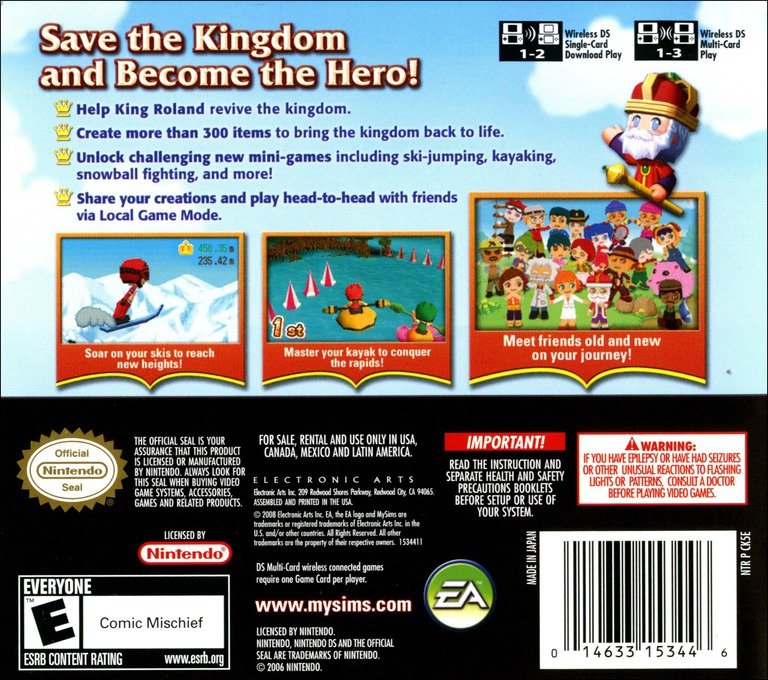 Save the Kingdom
and Become the Hero!
Help King Roland revive the kingdom.
Create more than 300 items to bring the kingdom back to life.
Unlock challenging new mini-games including ski-jumping, kayaking,
snowball fighting, and more!
Share your creations and play head-to-head with friends
via Local Game Mode.
1-2
Wireless DS
Single-Card
Download Play
1-3
Wireless DS
Multi-Card
Play
458.35m
235.42m
Soar on your skis to reach
new heights!
1st
Master your kayak to conquer
the rapids!
Meet friends old and new
on your journey!
Official
Nintendo
Seal
®
THE OFFICIAL SEAL IS YOUR
ASSURANCE THAT THIS PRODUCT
IS LICENSED OR MANUFACTURED
BY NINTENDO. ALWAYS LOOK FOR
THIS SEAL WHEN BUYING VIDEO
GAME SYSTEMS, ACCESSORIES,
GAMES AND RELATED PRODUCTS.
LICENSED BY
Nintendo®
EVERYONE
E
TM
Comic Mischief
ESRB CONTENT RATING www.esrb.org
FOR SALE, RENTAL AND USE ONLY IN USA,
CANADA, MEXICO AND LATIN AMERICA.
ELECTRONIC ARTS
Electronic Arts Inc. 209 Redwood Shores Parkway, Redwood City, CA 94065.
ASSEMBLED AND PRINTED IN THE USA.
© 2008 Electronic Arts Inc. EA, the EA logo and MySims are
trademarks or registered trademarks of Electronic Arts Inc. in the
U.S. and/or other countries. All Rights Reserved. All other
trademarks are the property of their respective owners. 1534411
DS Multi-Card wireless connected games
require one Game Card per player.
www.mysims.com
EA
TM
LICENSED BY NINTENDO.
NINTENDO, NINTENDO DS AND THE OFFICIAL
SEAL ARE TRADEMARKS OF NINTENDO.
© 2006 NINTENDO.
IMPORTANT!
READ THE INSTRUCTION AND
SEPARATE HEALTH AND SAFETY
PRECAUTIONS BOOKLETS
BEFORE SETUP OR USE OF
YOUR SYSTEM.
WARNING:
IF YOU HAVE EPILEPSY OR HAVE HAD SEIZURES
OR OTHER UNUSUAL REACTIONS TO FLASHING
LIGHTS OR PATTERNS, CONSULT A DOCTOR
BEFORE PLAYING VIDEO GAMES.
MADE IN JAPAN
NTR P CK5E
0 14633 15344 6